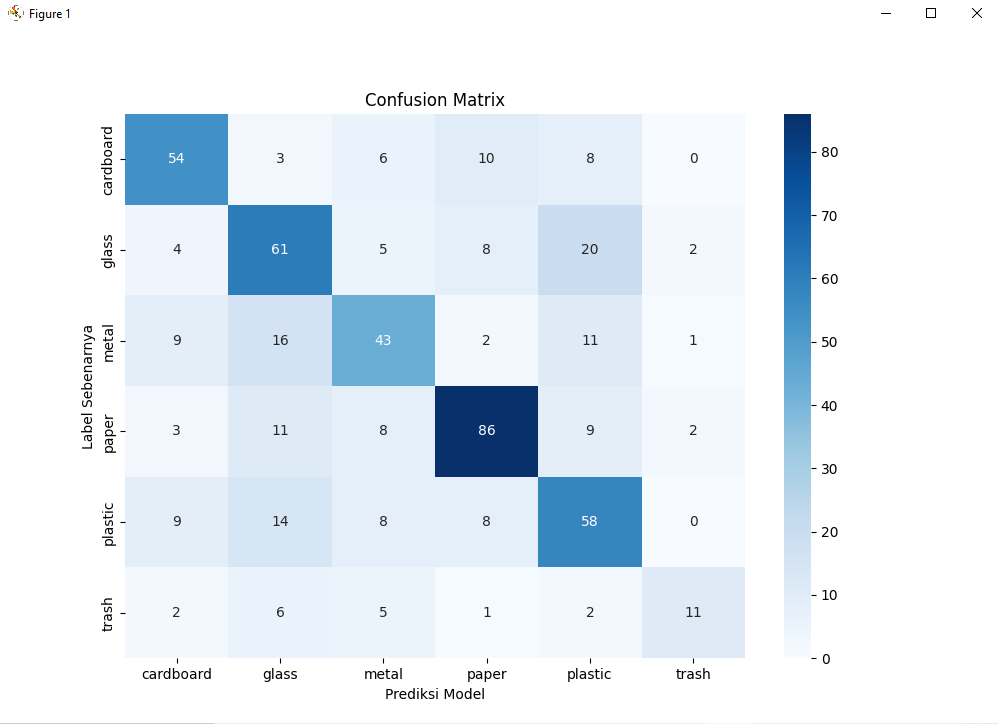 Figure 1
Confusion Matrix
Label Sebenarnya
cardboard 54 3 6 10 8 0
glass 4 61 5 8 20 2
metal 9 16 43 2 11 1
paper 3 11 8 86 9 2
plastic 9 14 8 8 58 0
trash 2 6 5 1 2 11
cardboard glass metal paper plastic trash
Prediksi Model
80
70
60
50
40
30
20
10
0